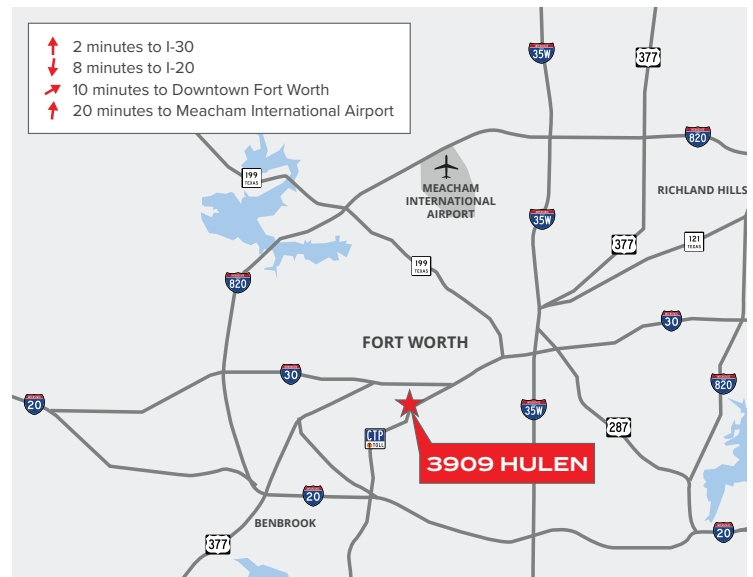 2 minutes to I-30
8 minutes to I-20
10 minutes to Downtown Fort Worth
20 minutes to Meacham International Airport
35W
377
820
199
TEXAS
MEACHAM
INTERNATIONAL
AIRPORT
RICHLAND HILLS
35W
377
121
TEXAS
199
TEXAS
820
30
FORT WORTH
30
820
20
35W
CTP
TOLL
287
3909 HULEN
20
BENBROOK
20
377